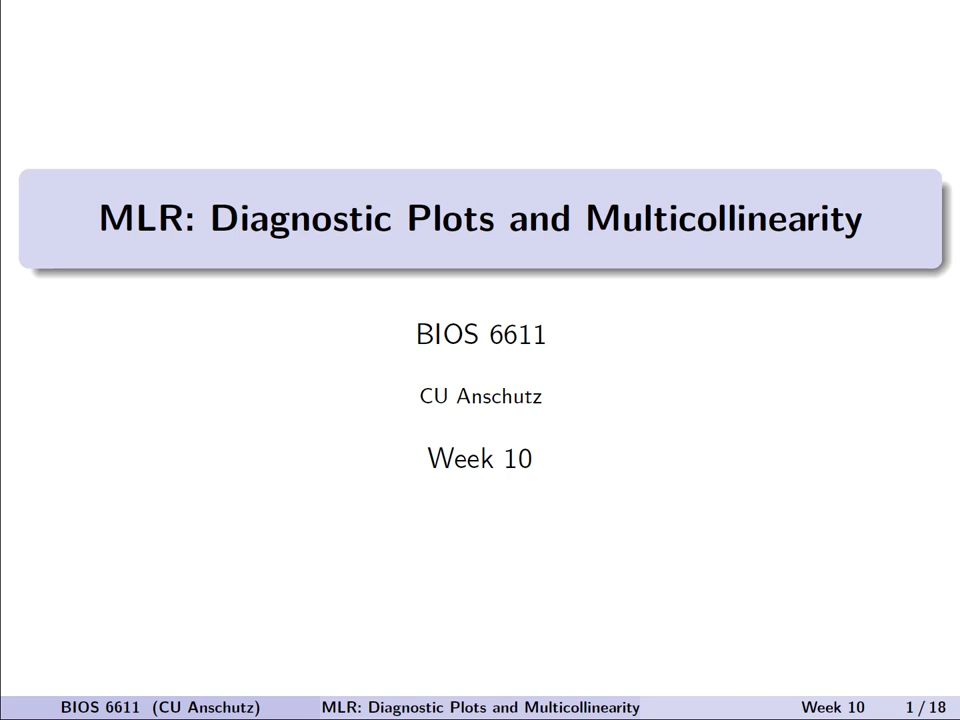 MLR: Diagnostic Plots and Multicollinearity
BIOS 6611
CU Anschutz
Week 10
BIOS 6611 (CU Anschutz) MLR: Diagnostic Plots and Multicollinearity Week 10 1 / 18